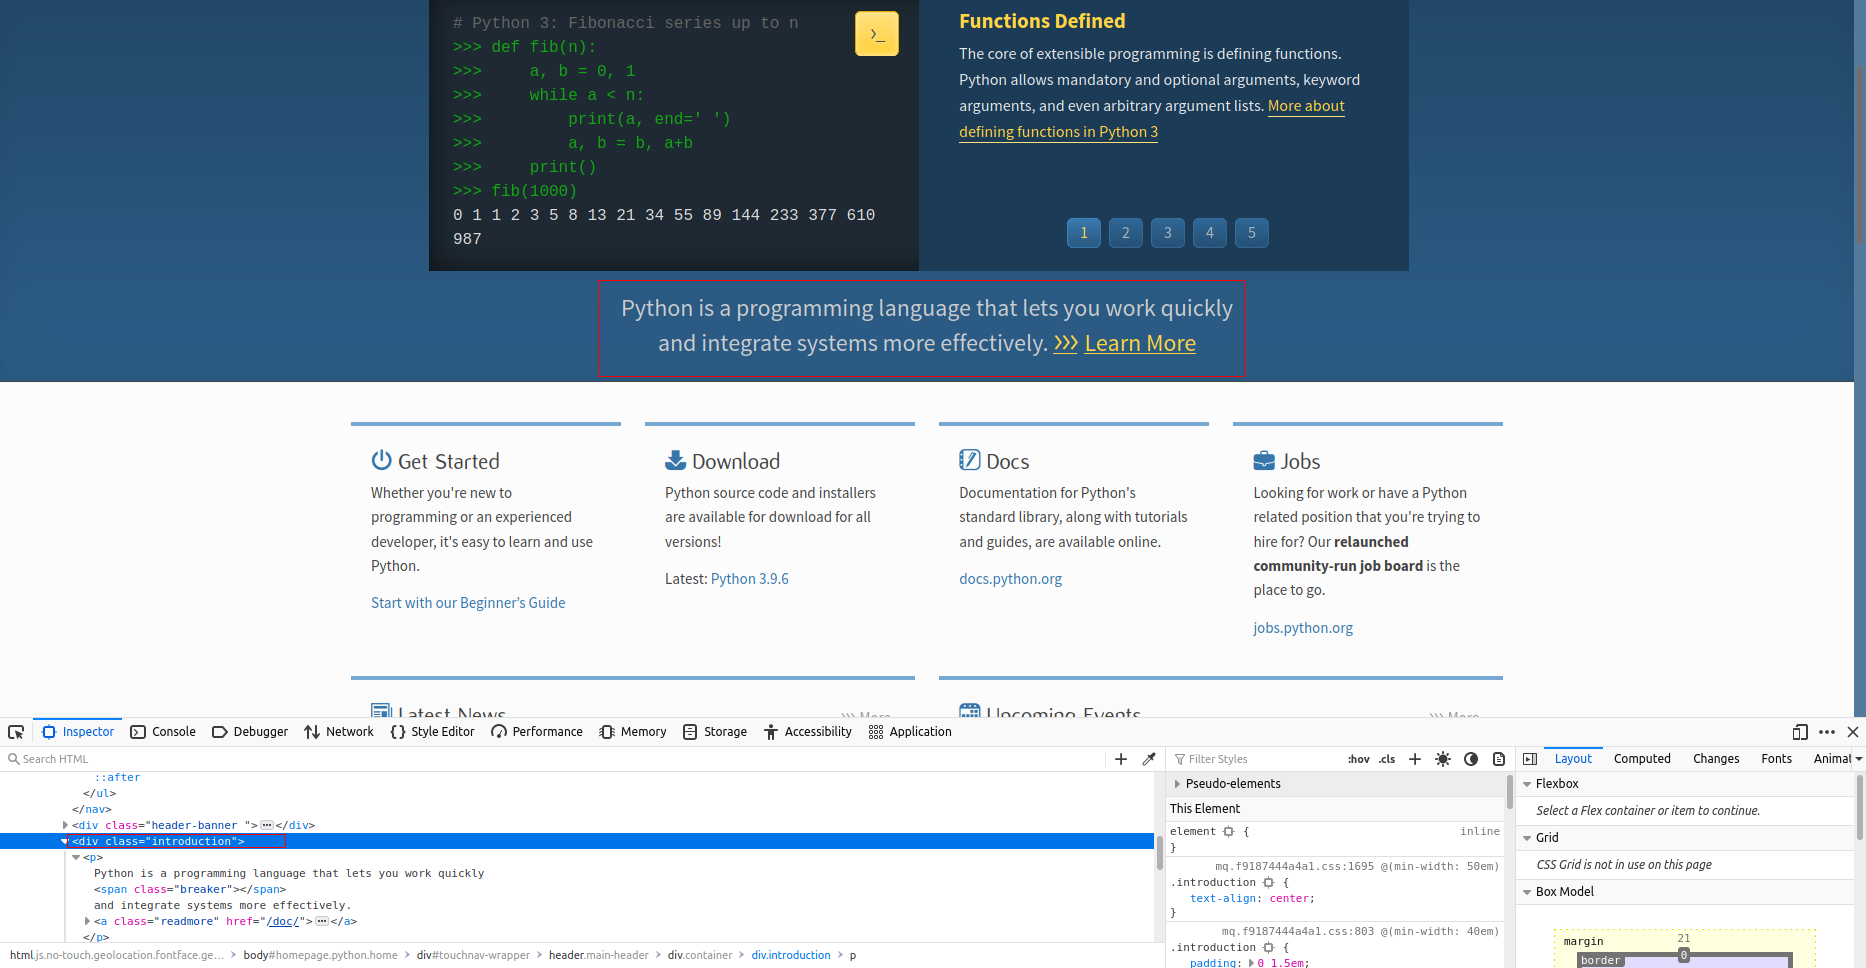 # Python 3: Fibonacci series up to n
>>> def fib(n):
>>>     a, b = 0, 1
>>>     while a < n:
>>>         print(a, end=' ')
>>>         a, b = b, a+b
>>>     print()
>>> fib(1000)
0 1 1 2 3 5 8 13 21 34 55 89 144 233 377 610
987
>_
Functions Defined
The core of extensible programming is defining functions.
Python allows mandatory and optional arguments, keyword
arguments, and even arbitrary argument lists. More about
defining functions in Python 3
1 2 3 4 5
Python is a programming language that lets you work quickly
and integrate systems more effectively. >>> Learn More
Get Started
Whether you're new to
programming or an experienced
developer, it's easy to learn and use
Python.
Start with our Beginner's Guide
Download
Python source code and installers
are available for download for all
versions!
Latest: Python 3.9.6
Docs
Documentation for Python's
standard library, along with tutorials
and guides, are available online.
docs.python.org
Jobs
Looking for work or have a Python
related position that you're trying to
hire for? Our relaunched
community-run job board is the
place to go.
jobs.python.org
Latest News
>>> More
Upcoming Events
>>> More
Inspector Console Debugger Network Style Editor Performance Memory Storage Accessibility Application
Search HTML
::after
</ul>
</nav>
<div class="header-banner ">…</div>
<div class="introduction">
<p>
Python is a programming language that lets you work quickly
<span class="breaker"></span>
and integrate systems more effectively.
<a class="readmore" href="/doc/">…</a>
</p>
html.js.no-touch.geolocation.fontface.ge… > body#homepage.python.home > div#touchnav-wrapper > header.main-header > div.container > div.introduction > p
Filter Styles
:hov .cls
Pseudo-elements
This Element
element { inline
}
mq.f9187444a4a1.css:1695 @(min-width: 50em)
.introduction {
text-align: center;
}
mq.f9187444a4a1.css:803 @(min-width: 40em)
.introduction {
padding: 0 1.5em;
Layout Computed Changes Fonts Animat
Flexbox
Select a Flex container or item to continue.
Grid
CSS Grid is not in use on this page
Box Model
margin 21
border 0